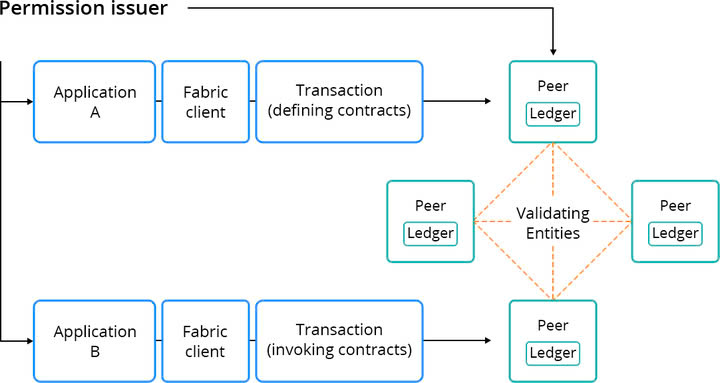 Permission issuer
Application
A
Fabric
client
Transaction
(defining contracts)
Peer
Ledger
Peer
Ledger
Validating
Entities
Peer
Ledger
Application
B
Fabric
client
Transaction
(invoking contracts)
Peer
Ledger